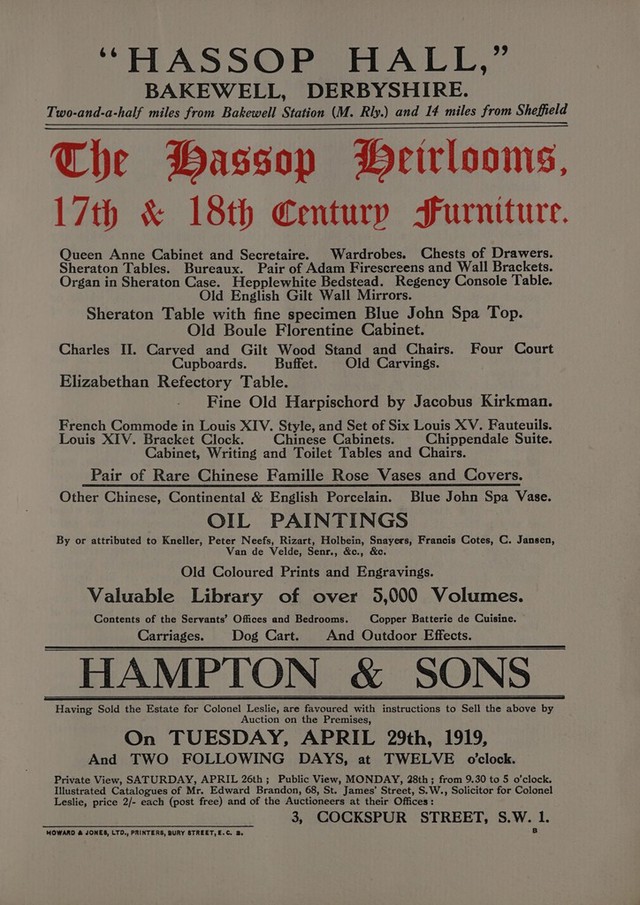 “HASSOP HALL,”
BAKEWELL, DERBYSHIRE.
Two-and-a-half miles from Bakewell Station (M. Rly.) and 14 miles from Sheffield
The Hassop Heirlooms,
17th & 18th Century Furniture.
Queen Anne Cabinet and Secretaire. Wardrobes. Chests of Drawers.
Sheraton Tables. Bureaux. Pair of Adam Firescreens and Wall Brackets.
Organ in Sheraton Case. Hepplewhite Bedstead. Regency Console Table.
Old English Gilt Wall Mirrors.
Sheraton Table with fine specimen Blue John Spa Top.
Old Boule Florentine Cabinet.
Charles II. Carved and Gilt Wood Stand and Chairs. Four Court
Cupboards. Buffet. Old Carvings.
Elizabethan Refectory Table.
Fine Old Harpischord by Jacobus Kirkman.
French Commode in Louis XIV. Style, and Set of Six Louis XV. Fauteuils.
Louis XIV. Bracket Clock. Chinese Cabinets. Chippendale Suite.
Cabinet, Writing and Toilet Tables and Chairs.
Pair of Rare Chinese Famille Rose Vases and Covers.
Other Chinese, Continental & English Porcelain. Blue John Spa Vase.
OIL PAINTINGS
By or attributed to Kneller, Peter Neefs, Rizart, Holbein, Snayers, Francis Cotes, C. Jansen,
Van de Velde, Senr., &c., &c.
Old Coloured Prints and Engravings.
Valuable Library of over 5,000 Volumes.
Contents of the Servants’ Offices and Bedrooms. Copper Batterie de Cuisine.
Carriages. Dog Cart. And Outdoor Effects.
HAMPTON & SONS
Having Sold the Estate for Colonel Leslie, are favoured with instructions to Sell the above by
Auction on the Premises,
On TUESDAY, APRIL 29th, 1919,
And TWO FOLLOWING DAYS, at TWELVE o’clock.
Private View, SATURDAY, APRIL 26th; Public View, MONDAY, 28th; from 9.30 to 5 o’clock.
Illustrated Catalogues of Mr. Edward Brandon, 68, St. James’ Street, S.W., Solicitor for Colonel
Leslie, price 2/- each (post free) and of the Auctioneers at their Offices:
3, COCKSPUR STREET, S.W. 1.
HOWARD & JONES, LTD., PRINTERS, BURY STREET, E.C. 3.
B